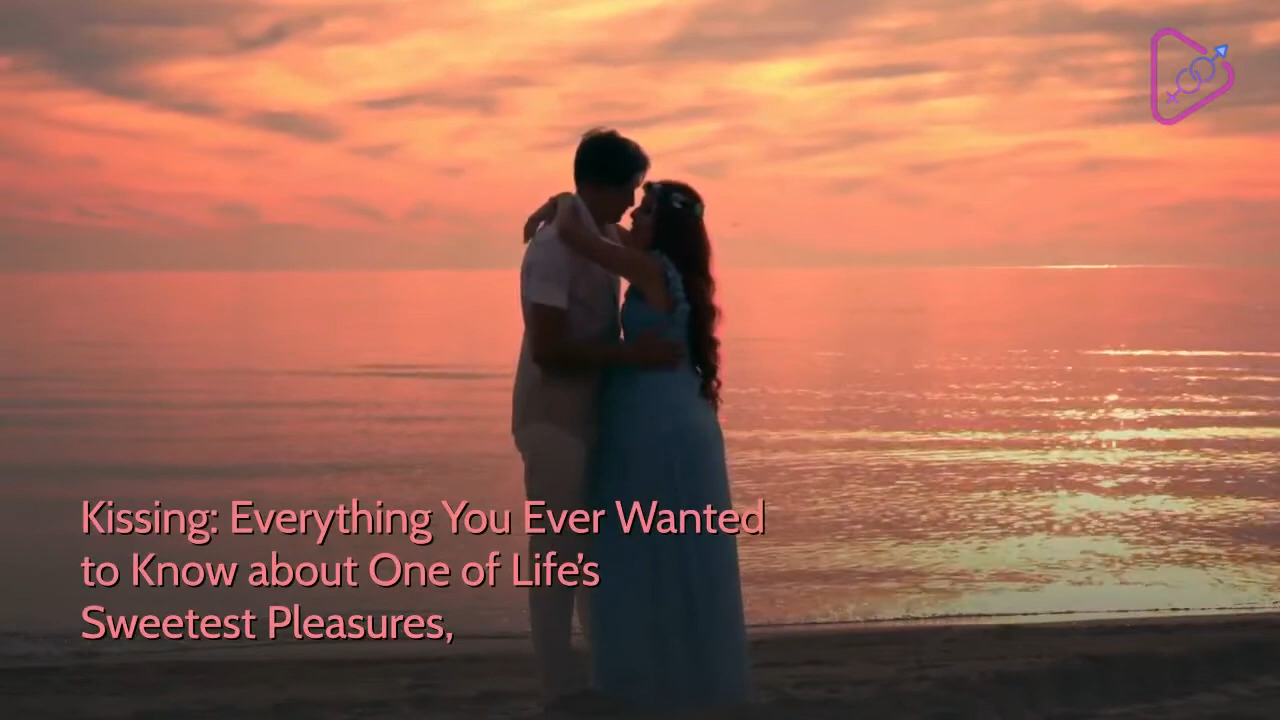 Kissing: Everything You Ever Wanted
to Know about One of Life’s
Sweetest Pleasures,